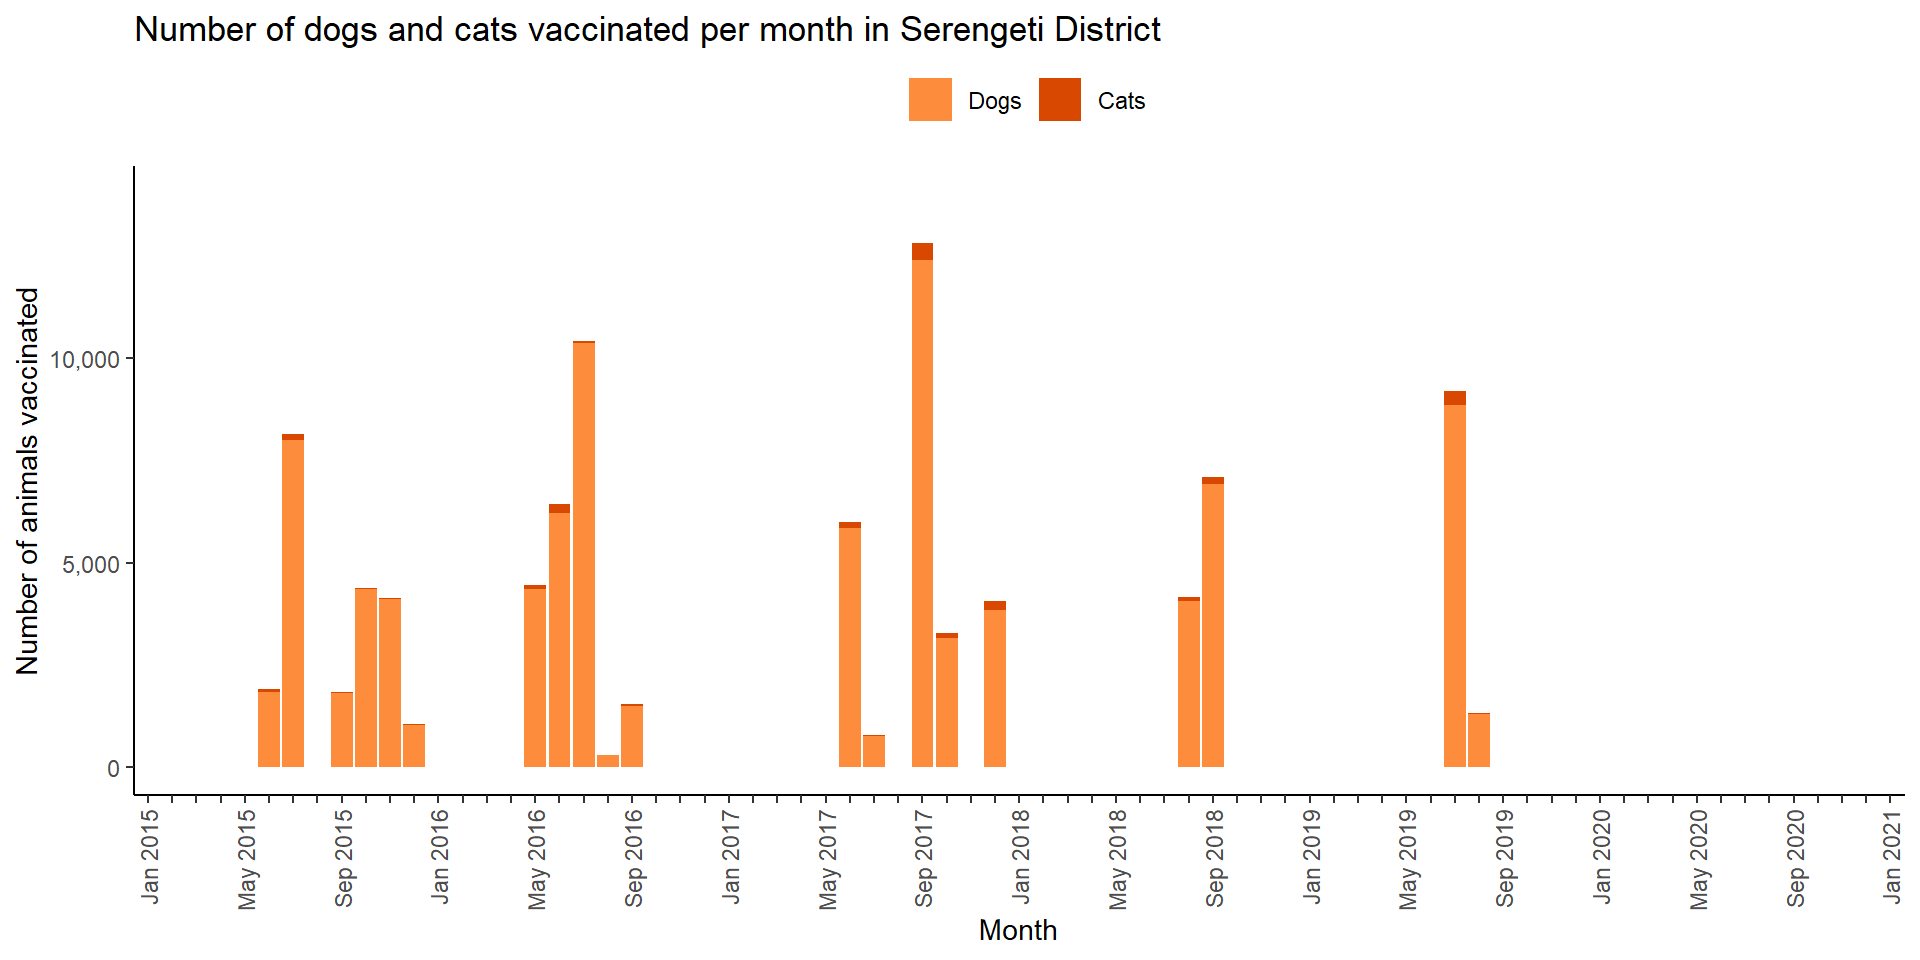 Number of dogs and cats vaccinated per month in Serengeti District
Dogs
Cats
Number of animals vaccinated
10,000
5,000
0
Jan 2015
May 2015
Sep 2015
Jan 2016
May 2016
Sep 2016
Jan 2017
May 2017
Sep 2017
Jan 2018
May 2018
Sep 2018
Jan 2019
May 2019
Sep 2019
Jan 2020
May 2020
Sep 2020
Jan 2021
Month